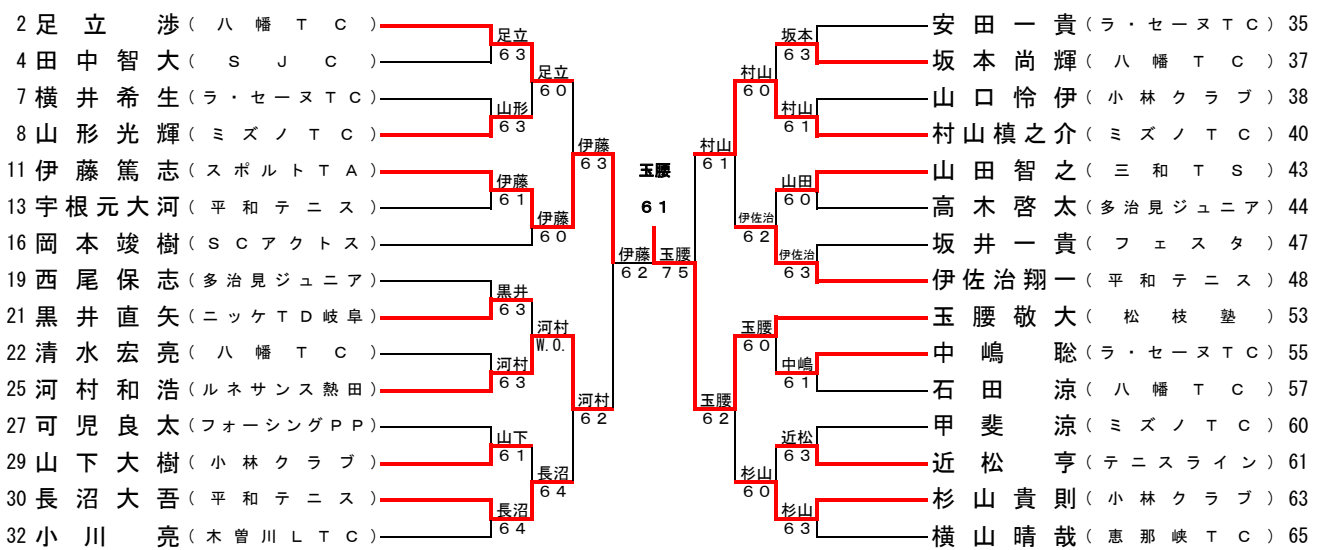 2 足立 渉 (八幡TC)
4 田中智大 (SJC)
7 横井希生 (ラ・セーヌTC)
8 山形光輝 (ミズノTC)
11 伊藤篤志 (スポルトTA)
13 宇根元大河 (平和テニス)
16 岡本竣樹 (SCアクトス)
19 西尾保志 (多治見ジュニア)
21 黒井直矢 (ニッケTD岐阜)
22 清水宏亮 (八幡TC)
25 河村和浩 (ルネサンス熱田)
27 可児良太 (フォーシングPP)
29 山下大樹 (小林クラブ)
30 長沼大吾 (平和テニス)
32 小川 亮 (木曽川LTC)
足立
63
山形
63
伊藤
61
黒井
63
河村
63
山下
61
長沼
64
足立
60
伊藤
60
河村
W.O.
長沼
64
伊藤
63
河村
62
伊藤
62
玉腰
61
玉腰
75
村山
61
玉腰
62
村山
60
伊佐治
62
玉腰
60
杉山
60
坂本
63
村山
61
山田
60
伊佐治
63
中嶋
61
近松
63
杉山
63
安田一貴 (ラ・セーヌTC) 35
坂本尚輝 (八幡TC) 37
山口怜伊 (小林クラブ) 38
村山槙之介 (ミズノTC) 40
山田智之 (三和TS) 43
高木啓太 (多治見ジュニア) 44
坂井一貴 (フェスタ) 47
伊佐治翔一 (平和テニス) 48
玉腰敬大 (松枝塾) 53
中嶋 聡 (ラ・セーヌTC) 55
石田 涼 (八幡TC) 57
甲斐 涼 (ミズノTC) 60
近松 亨 (テニスライン) 61
杉山貴則 (小林クラブ) 63
横山晴哉 (恵那峡TC) 65